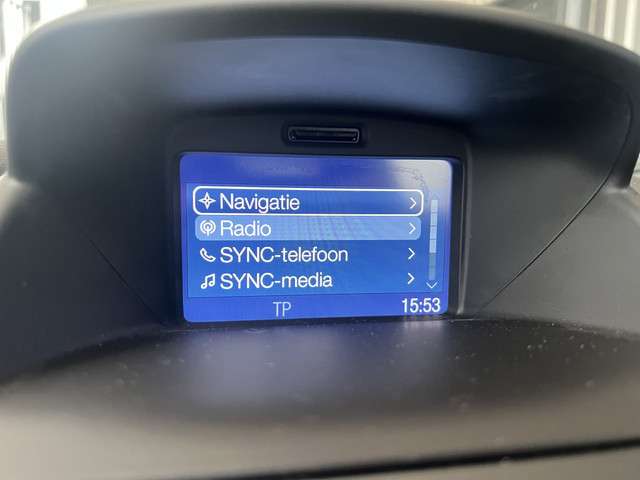 Navigatie
Radio
SYNC-telefoon
SYNC-media
TP 15:53